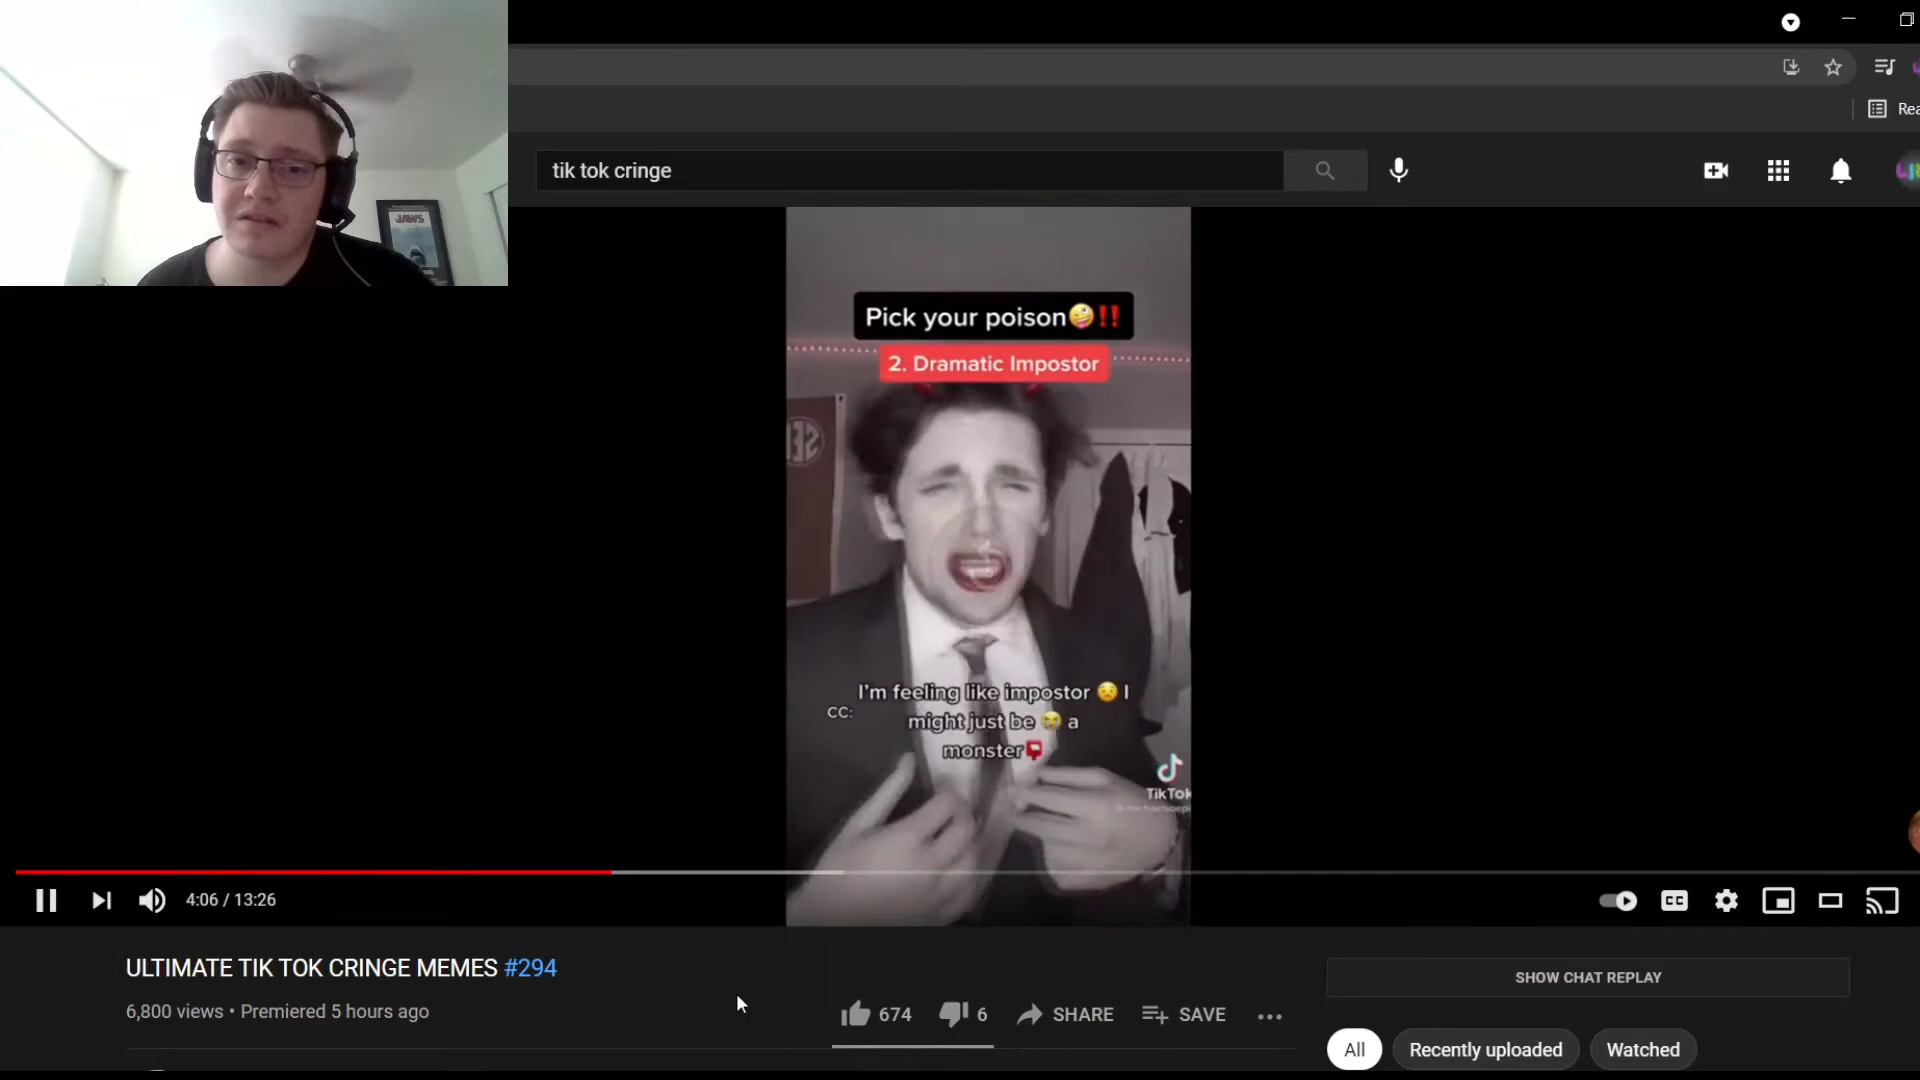 Rea
JAWS
tik tok cringe
Pick your poison🤪‼️
2. Dramatic Impostor
SEC
I'm feeling like impostor 😟 I
CC:
might just be 😭 a
monster📮
TikTok
4:06 / 13:26
CC
ULTIMATE TIK TOK CRINGE MEMES #294
6,800 views • Premiered 5 hours ago
674
6
SHARE
SAVE
SHOW CHAT REPLAY
All
Recently uploaded
Watched